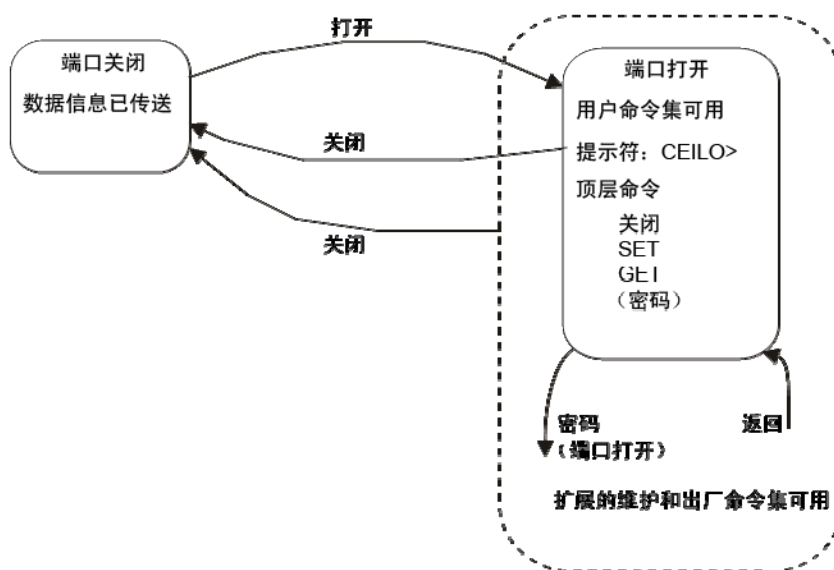 打开
端口关闭
数据信息已传送
关闭
关闭
端口打开
用户命令集可用
提示符：CEILO>
顶层命令
关闭
SET
GET
（密码）
密码
（端口打开）
返回
扩展的维护和出厂命令集可用